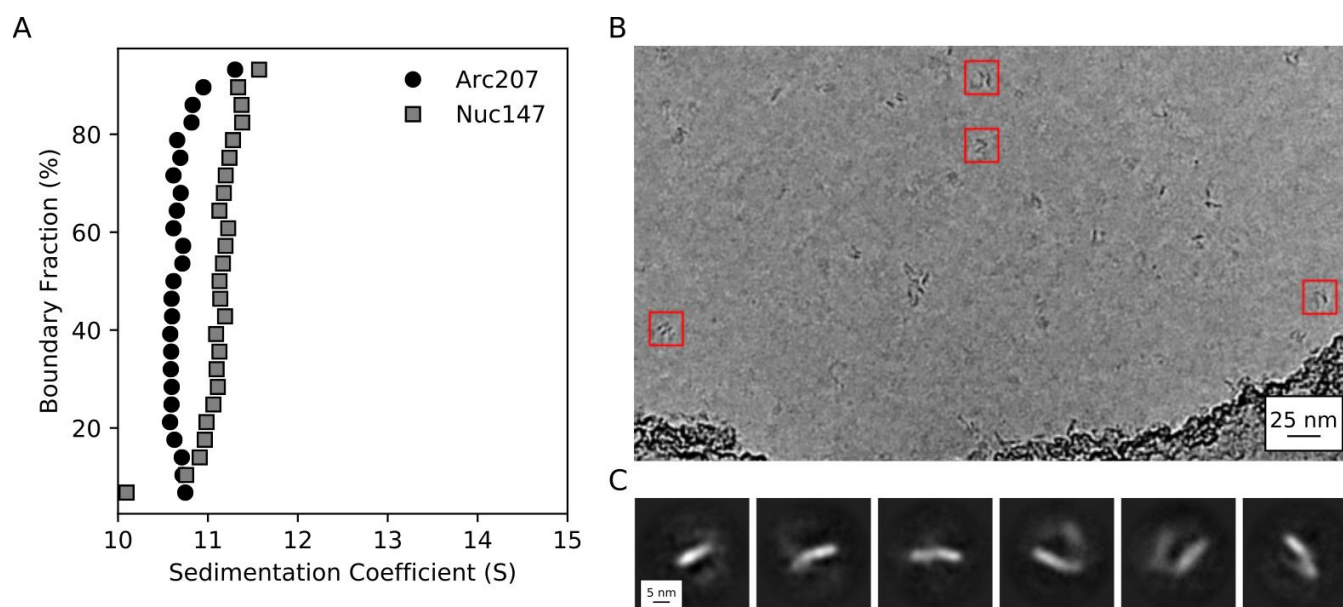 A
Arc207
Nuc147
80
60
40
20
Boundary Fraction (%)
10 11 12 13 14 15
Sedimentation Coefficient (S)
B
25 nm
C
5 nm